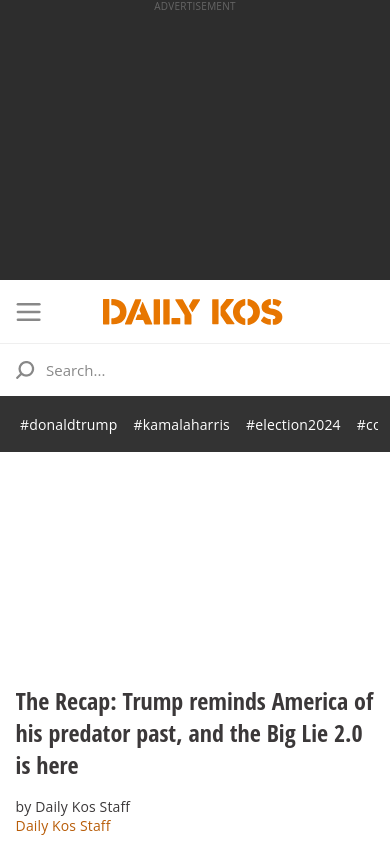 ADVERTISEMENT
DAILY KOS
Search...
#donaldtrump #kamalaharris #election2024
The Recap: Trump reminds America of
his predator past, and the Big Lie 2.0
is here
by Daily Kos Staff
Daily Kos Staff